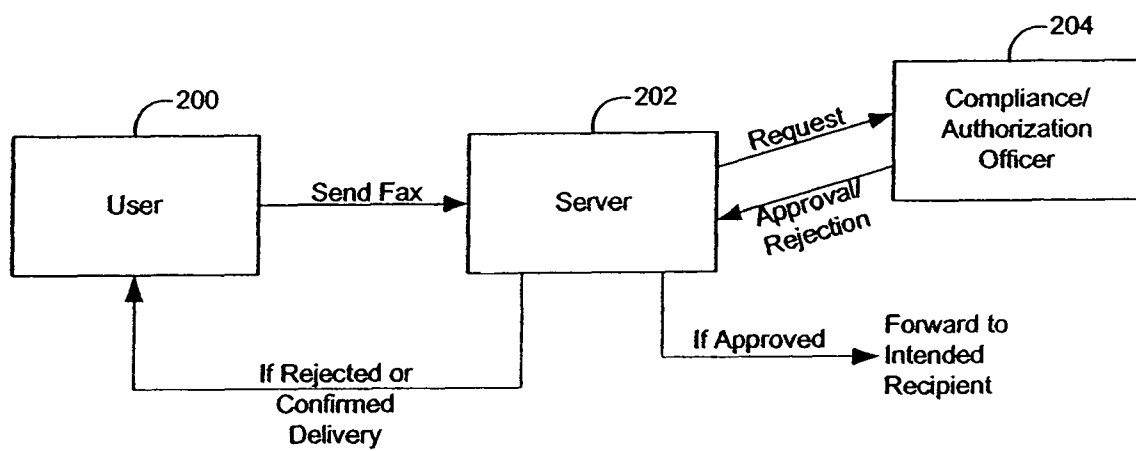 204
Compliance/
Authorization
Officer
200
202
Request
User
Send Fax
Server
Approval/
Rejection
If Approved
Forward to
Intended
Recipient
If Rejected or
Confirmed
Delivery